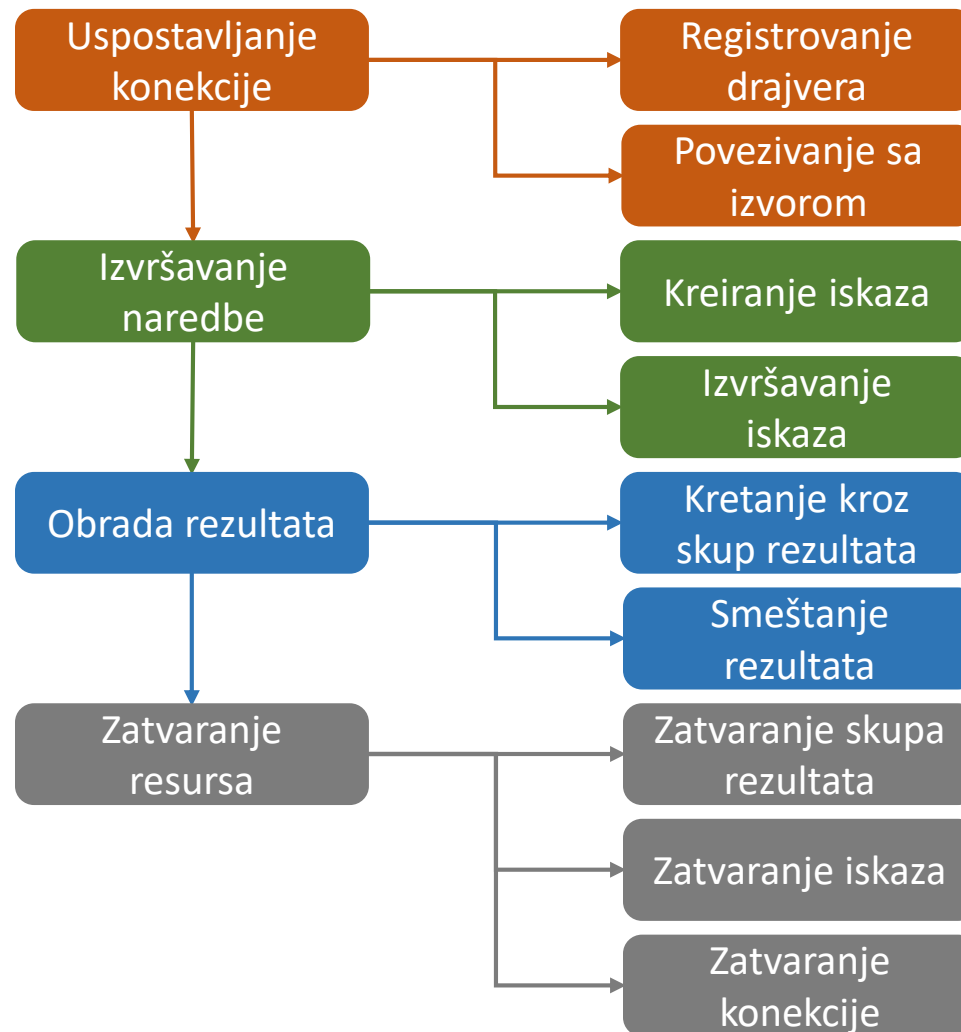 Uspostavljanje
konekcije
Registrovanje
drajvera
Povezivanje sa
izvorom
Izvršavanje
naredbe
Kreiranje iskaza
Izvršavanje
iskaza
Obrada rezultata
Kretanje kroz
skup rezultata
Smeštanje
rezultata
Zatvaranje
resursa
Zatvaranje skupa
rezultata
Zatvaranje iskaza
Zatvaranje
konekcije